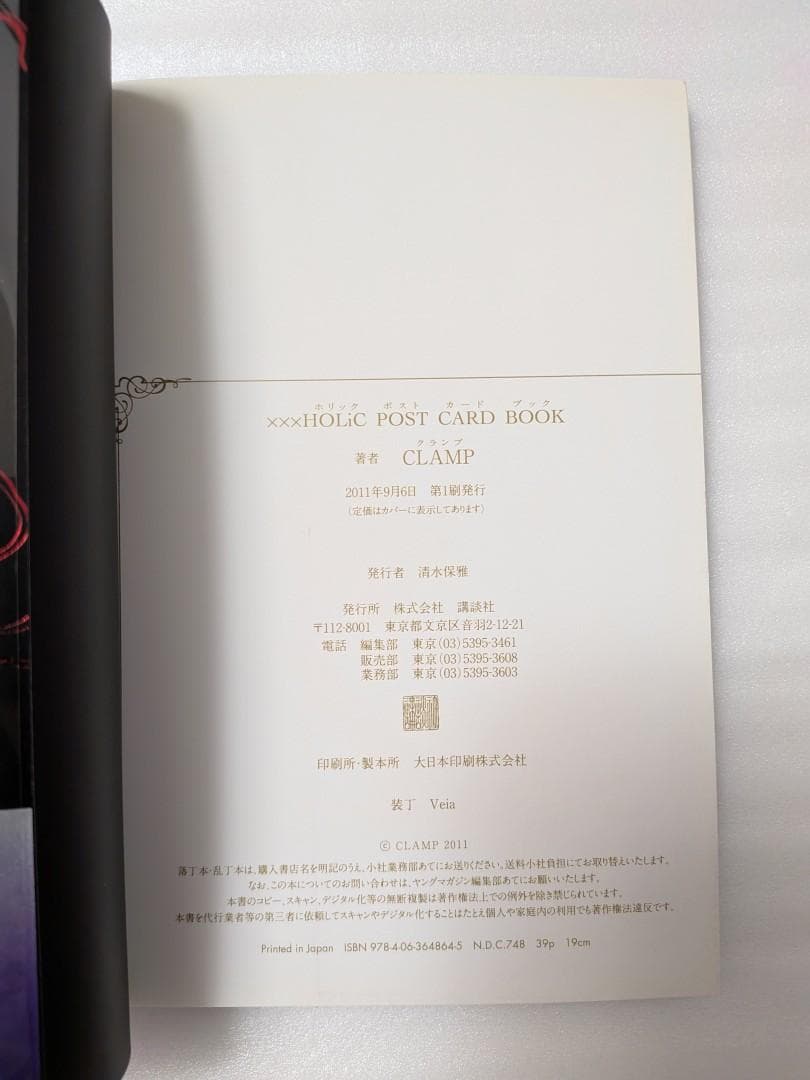 ホリック ポスト カード ブック
×××HOLiC POST CARD BOOK
クランプ
著者 CLAMP
2011年9月6日 第1刷発行
(定価はカバーに表示してあります)
発行者 清水保雅
発行所 株式会社 講談社
〒112-8001 東京都文京区音羽2-12-21
電話 編集部 東京(03)5395-3461
販売部 東京(03)5395-3608
業務部 東京(03)5395-3603
印刷所・製本所 大日本印刷株式会社
装丁 Veia
© CLAMP 2011
落丁本・乱丁本は、購入書店名を明記のうえ、小社業務部あてにお送りください。送料小社負担にてお取り替えいたします。
なお、この本についてのお問い合わせは、ヤングマガジン編集部あてにお願いいたします。
本書のコピー、スキャン、デジタル化等の無断複製は著作権法上での例外を除き禁じられています。
本書を代行業者等の第三者に依頼してスキャンやデジタル化することはたとえ個人や家庭内の利用でも著作権法違反です。
Printed in Japan ISBN 978-4-06-364864-5 N.D.C.748 39p 19cm